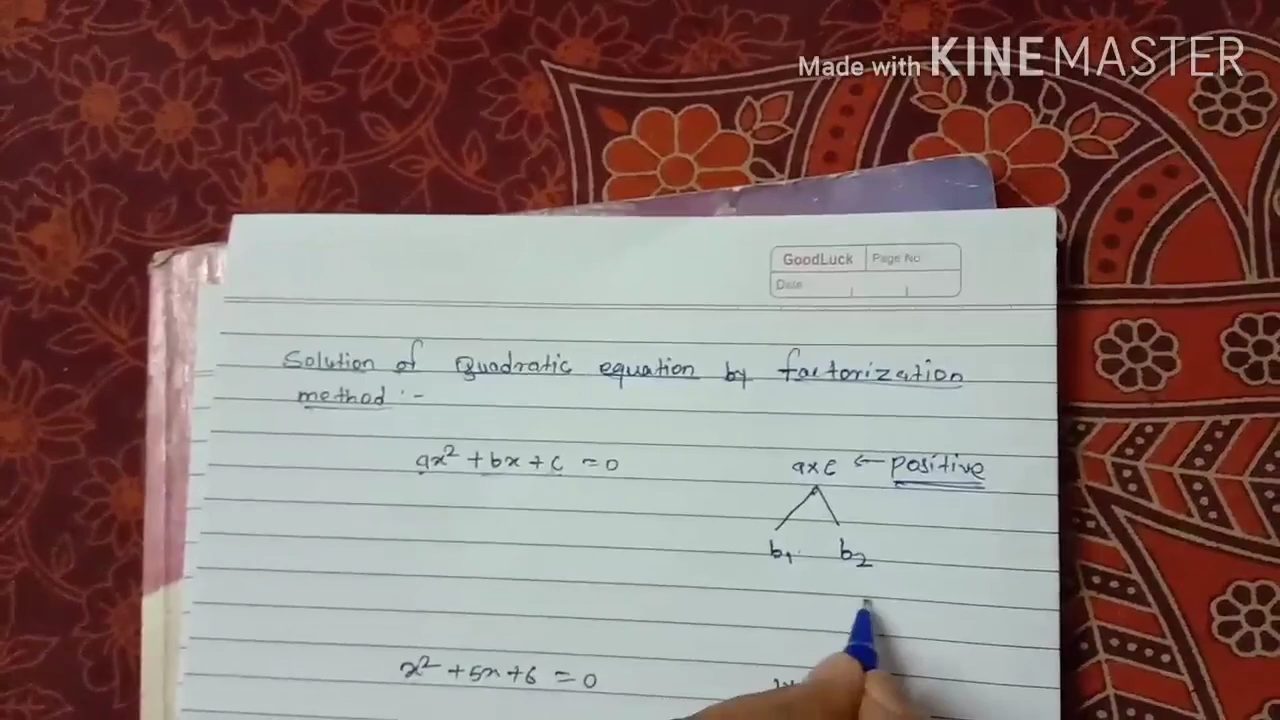 Made with KINEMASTER
GoodLuck Page No
Date
Solution of Quadratic equation by factorization
method :-
ax² + bx + c = 0
a×c ← positive
b₁ b₂
x² + 5x + 6 = 0